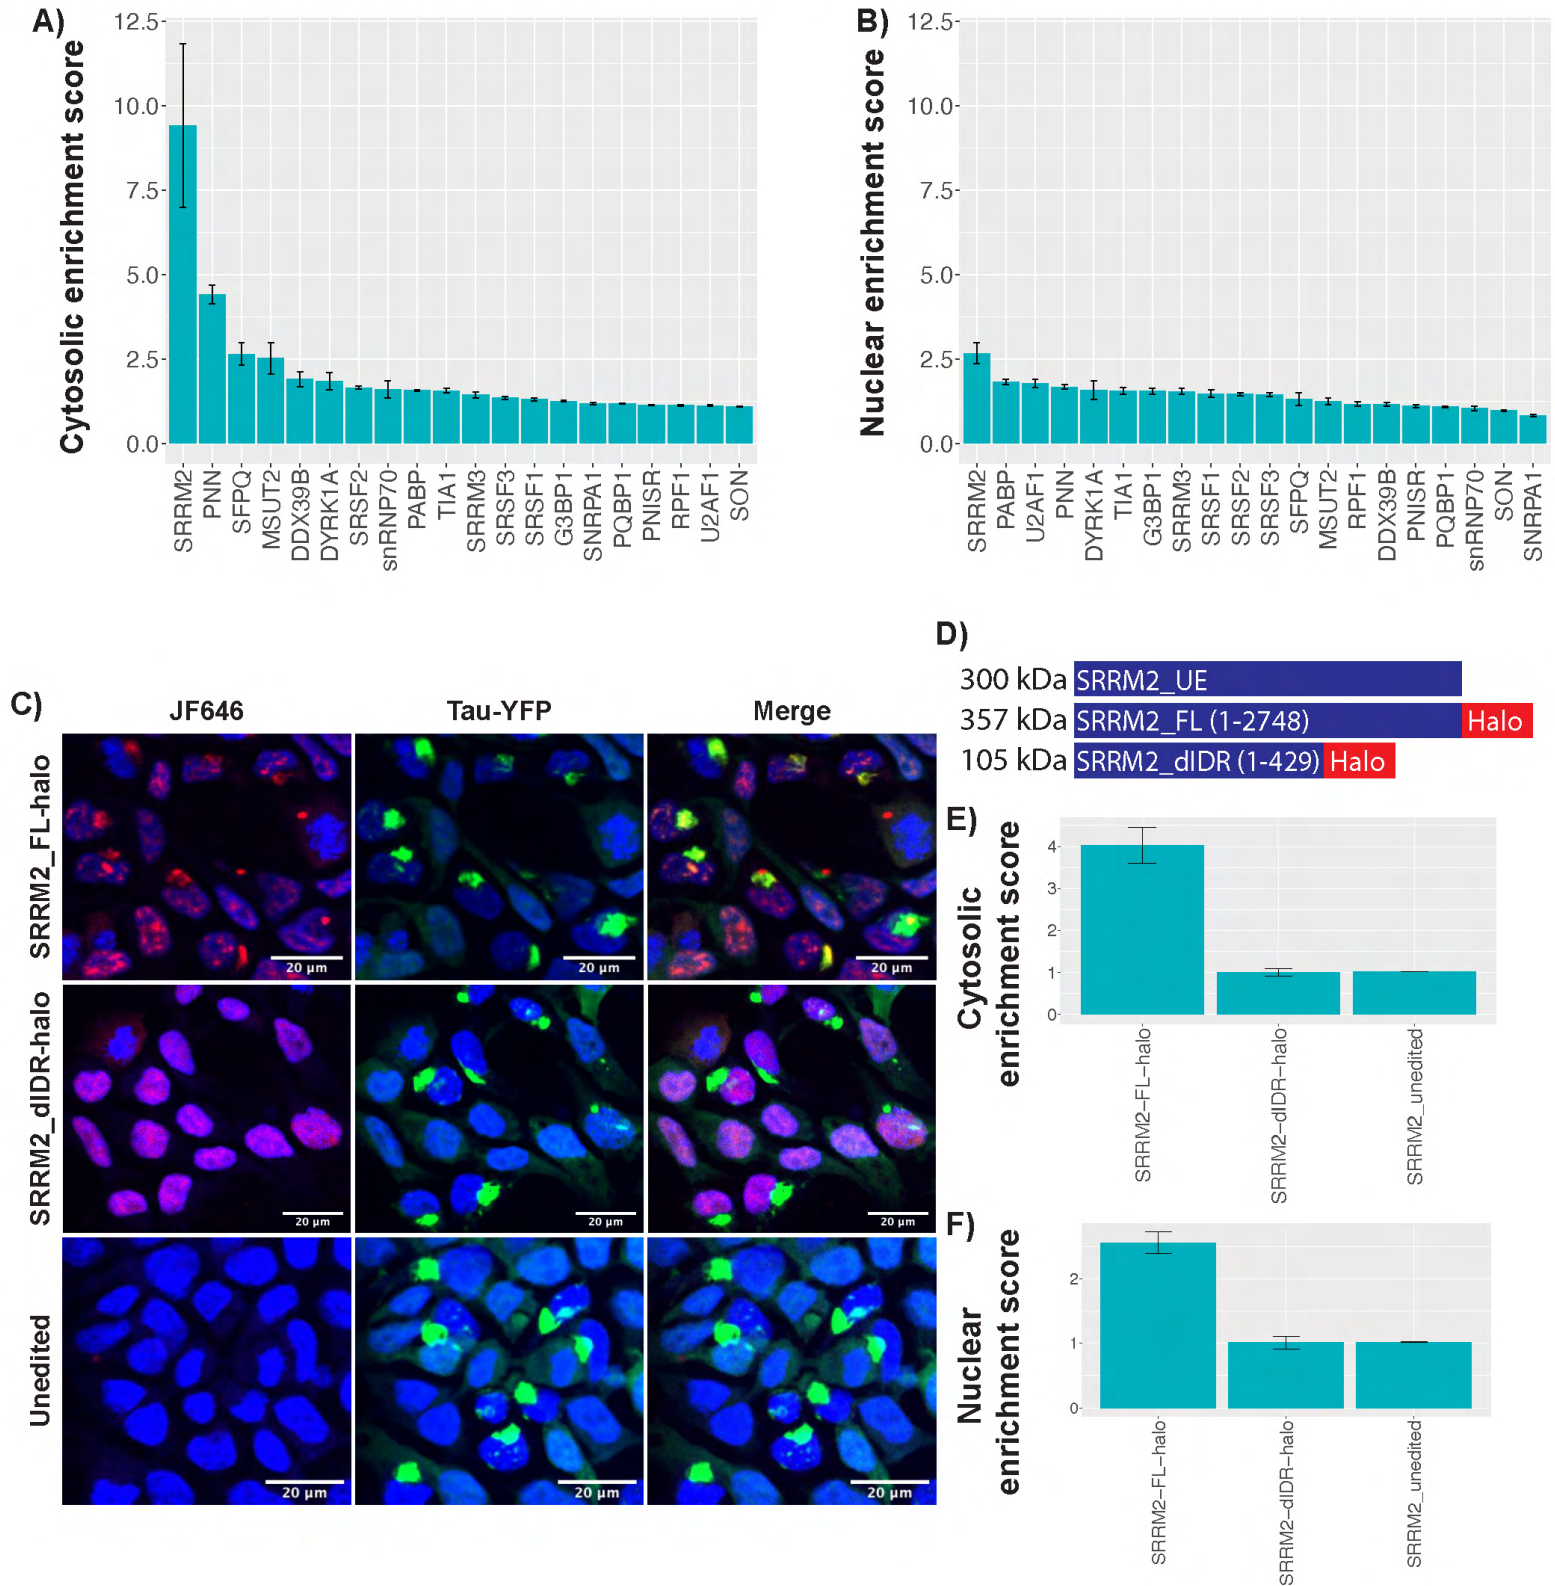 A)
Cytosolic enrichment score
12.5
10.0
7.5
5.0
2.5
0.0
SRRM2
PNN
SFPQ
MSUT2
DDX39B
DYRK1A
SRSF2
snRNP70
PABP
TIA1
SRRM3
SRSF3
SRSF1
G3BP1
SNRPA1
PQBP1
PNISR
RPF1
U2AF1
SON
B)
Nuclear enrichment score
12.5
10.0
7.5
5.0
2.5
0.0
SRRM2
PABP
U2AF1
PNN
DYRK1A
TIA1
G3BP1
SRRM3
SRSF1
SRSF2
SRSF3
SFPQ
MSUT2
RPF1
DDX39B
PNISR
PQBP1
snRNP70
SON
SNRPA1
C)
JF646
Tau-YFP
Merge
SRRM2_FL-halo
20 μm
20 μm
20 μm
SRRM2_dIDR-halo
20 μm
20 μm
20 μm
Unedited
20 μm
20 μm
20 μm
D)
300 kDa SRRM2_UE
357 kDa SRRM2_FL (1-2748) Halo
105 kDa SRRM2_dIDR (1-429) Halo
E)
Cytosolic
enrichment score
4
3
2
1
0
SRRM2-FL-halo
SRRM2-dIDR-halo
SRRM2_unedited
F)
Nuclear
enrichment score
2
1
0
SRRM2-FL-halo
SRRM2-dIDR-halo
SRRM2_unedited